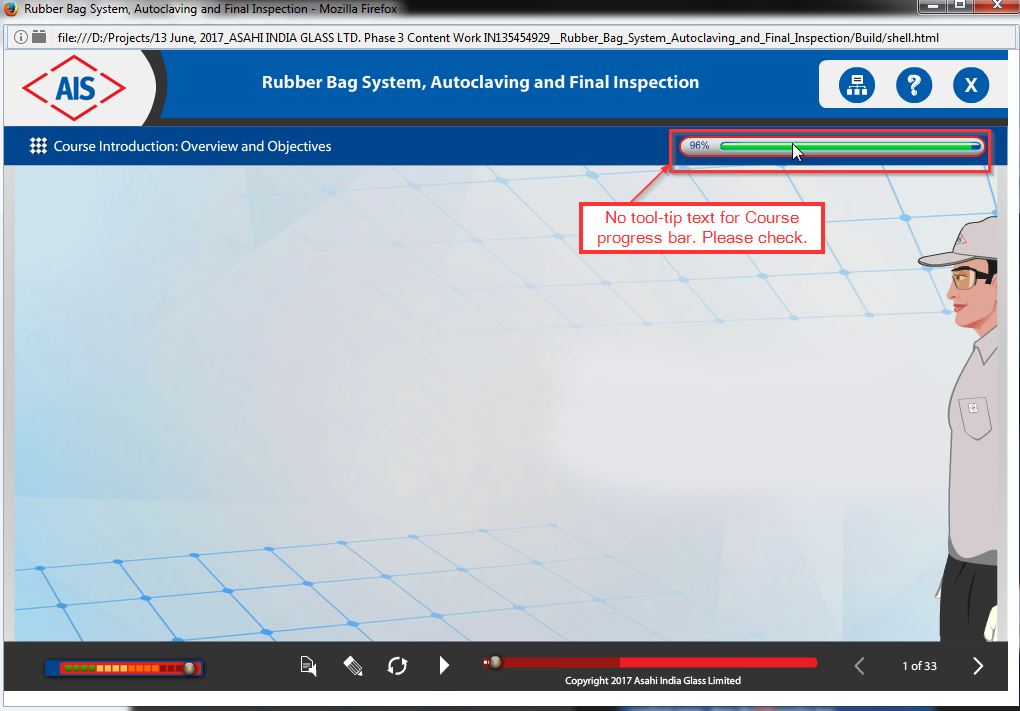 Rubber Bag System, Autoclaving and Final Inspection - Mozilla Firefox
file:///D:/Projects/13 June, 2017_ASAHI INDIA GLASS LTD. Phase 3 Content Work IN135454929__Rubber_Bag_System_Autoclaving_and_Final_Inspection/Build/shell.html
AIS
Rubber Bag System, Autoclaving and Final Inspection
? X
Course Introduction: Overview and Objectives
96%
No tool-tip text for Course
progress bar. Please check.
1 of 33
Copyright 2017 Asahi India Glass Limited